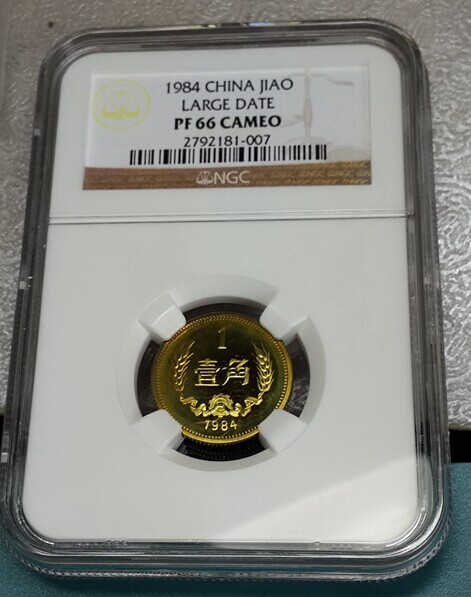 1984 CHINA JIAO
LARGE DATE
PF 66 CAMEO
2792181-007
NGC
1
壹角
1984